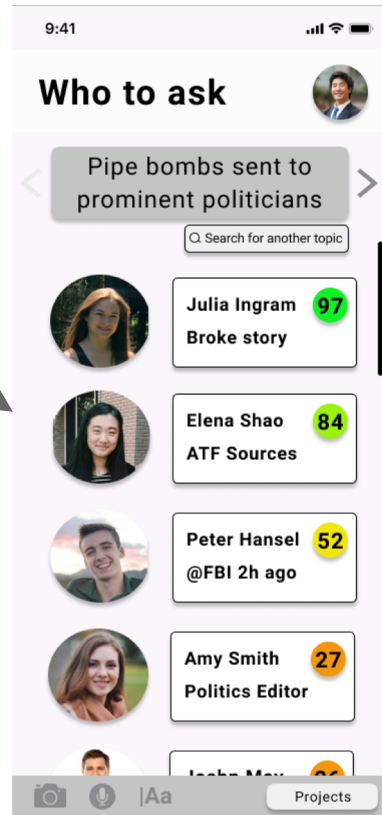 9:41
Who to ask
Pipe bombs sent to
prominent politicians
Search for another topic
Julia Ingram 97
Broke story
Elena Shao 84
ATF Sources
Peter Hansel 52
@FBI 2h ago
Amy Smith 27
Politics Editor
|Aa
Projects